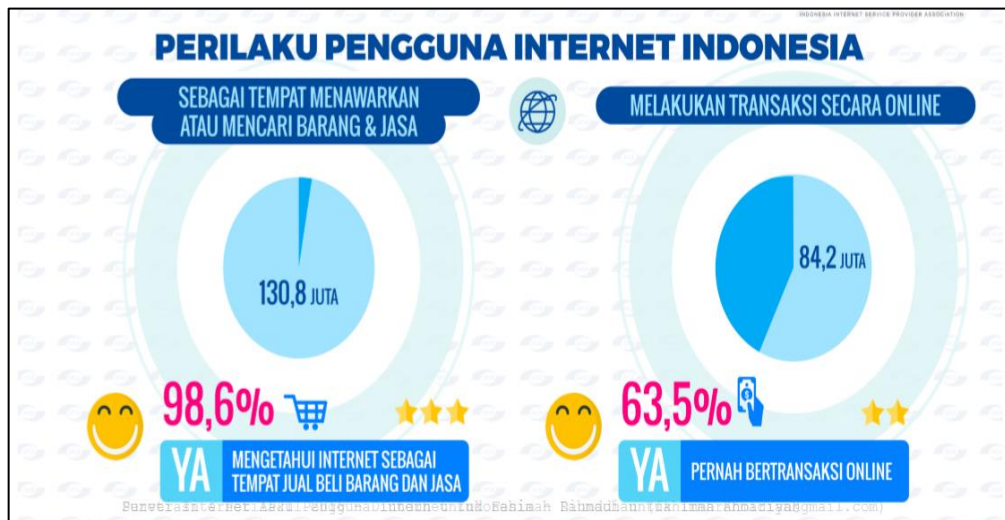 INDONESIA INTERNET SERVICE PROVIDER ASSOCIATION
PERILAKU PENGGUNA INTERNET INDONESIA
SEBAGAI TEMPAT MENAWARKAN
ATAU MENCARI BARANG & JASA
130,8 JUTA
98,6%
YA
MENGETAHUI INTERNET SEBAGAI
TEMPAT JUAL BELI BARANG DAN JASA
MELAKUKAN TRANSAKSI SECARA ONLINE
84,2 JUTA
63,5%
YA
PERNAH BERTRANSAKSI ONLINE